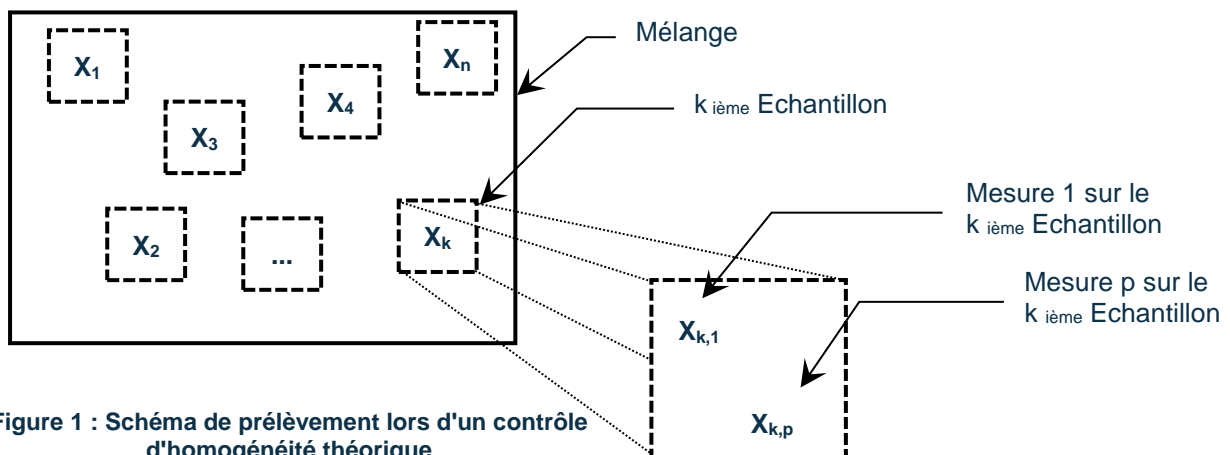 X1
Xn
Mélange
X4
k ième Echantillon
X3
Mesure 1 sur le
k ième Echantillon
X2
...
Xk
Mesure p sur le
k ième Echantillon
Xk,1
Xk,p
Figure 1 : Schéma de prélèvement lors d'un contrôle
d'homogénéité théorique